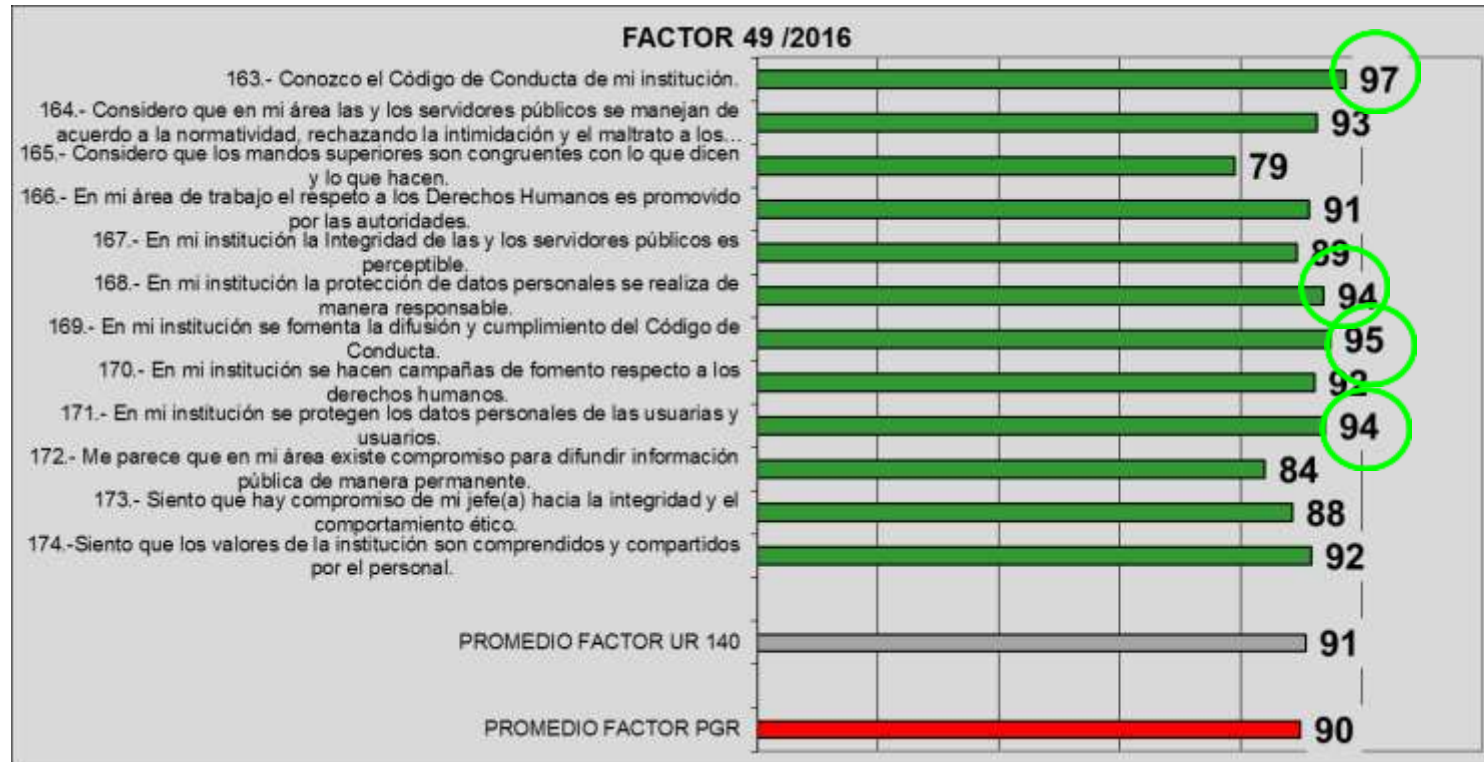 FACTOR 49 /2016
163.- Conozco el Código de Conducta de mi institución.
97
164.- Considero que en mi área las y los servidores públicos se manejan de
acuerdo a la normatividad, rechazando la intimidación y el maltrato a los...
93
165.- Considero que los mandos superiores son congruentes con lo que dicen
y lo que hacen.
79
166.- En mi área de trabajo el respeto a los Derechos Humanos es promovido
por las autoridades.
91
167.- En mi institución la Integridad de las y los servidores públicos es
perceptible.
89
168.- En mi institución la protección de datos personales se realiza de
manera responsable.
94
169.- En mi institución se fomenta la difusión y cumplimiento del Código de
Conducta.
95
170.- En mi institución se hacen campañas de fomento respecto a los
derechos humanos.
92
171.- En mi institución se protegen los datos personales de las usuarias y
usuarios.
94
172.- Me parece que en mi área existe compromiso para difundir información
pública de manera permanente.
84
173.- Siento que hay compromiso de mi jefe(a) hacia la integridad y el
comportamiento ético.
88
174.-Siento que los valores de la institución son comprendidos y compartidos
por el personal.
92
PROMEDIO FACTOR UR 140
91
PROMEDIO FACTOR PGR
90